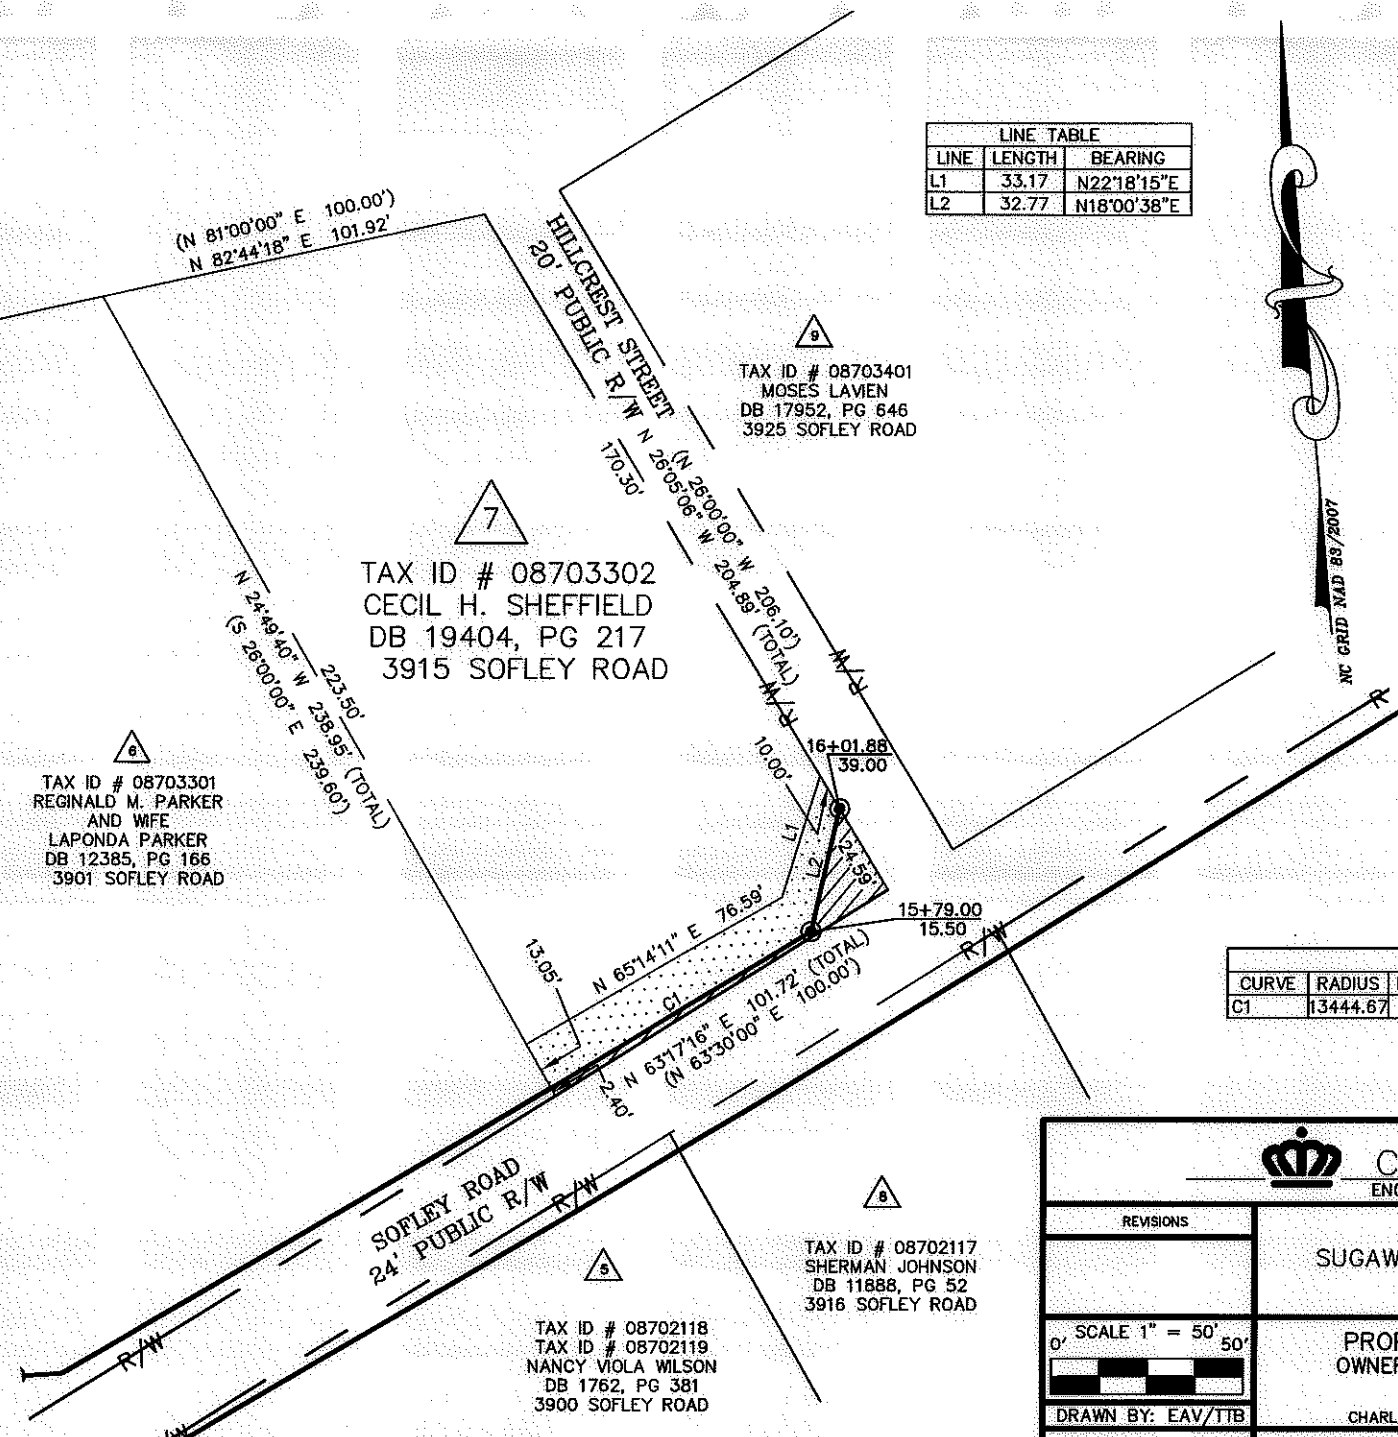 LINE TABLE
LINE LENGTH BEARING
L1 33.17 N22°18'15"E
L2 32.77 N18°00'38"E
(N 81°00'00" E 100.00')
N 82°44'18" E 101.92'
HILLCREST STREET
20' PUBLIC R/W
9
TAX ID # 08703401
MOSES LAVIEN
DB 17952, PG 646
3925 SOFLEY ROAD
170.30'
N 26°05'06" W 204.89' (TOTAL)
(N 26°00'00" W 206.10')
7
TAX ID # 08703302
CECIL H. SHEFFIELD
DB 19404, PG 217
3915 SOFLEY ROAD
NC GRID NAD 83/2007
223.50'
N 24°49'40" W 238.95' (TOTAL)
(S 26°00'00" E 239.60')
R/W
R/W
R
6
TAX ID # 08703301
REGINALD M. PARKER
AND WIFE
LAPONDA PARKER
DB 12385, PG 166
3901 SOFLEY ROAD
10.00'
16+01.88
39.00
L1
L2
24.59'
15+79.00
15.50
R/W
N 65°14'11" E 76.59'
13.05'
C1
N 63°17'16" E 101.72' (TOTAL)
(N 63°30'00" E 100.00')
2.40'
CURVE RADIUS
C1 13444.67
SOFLEY ROAD
24' PUBLIC R/W
R/W
R/W
8
TAX ID # 08702117
SHERMAN JOHNSON
DB 11888, PG 52
3916 SOFLEY ROAD
5
TAX ID # 08702118
TAX ID # 08702119
NANCY VIOLA WILSON
DB 1762, PG 381
3900 SOFLEY ROAD
C
ENG
REVISIONS
SUGAW
SCALE 1" = 50'
0' 50'
PROP
OWNER
DRAWN BY: EAV/TTB
CHARL